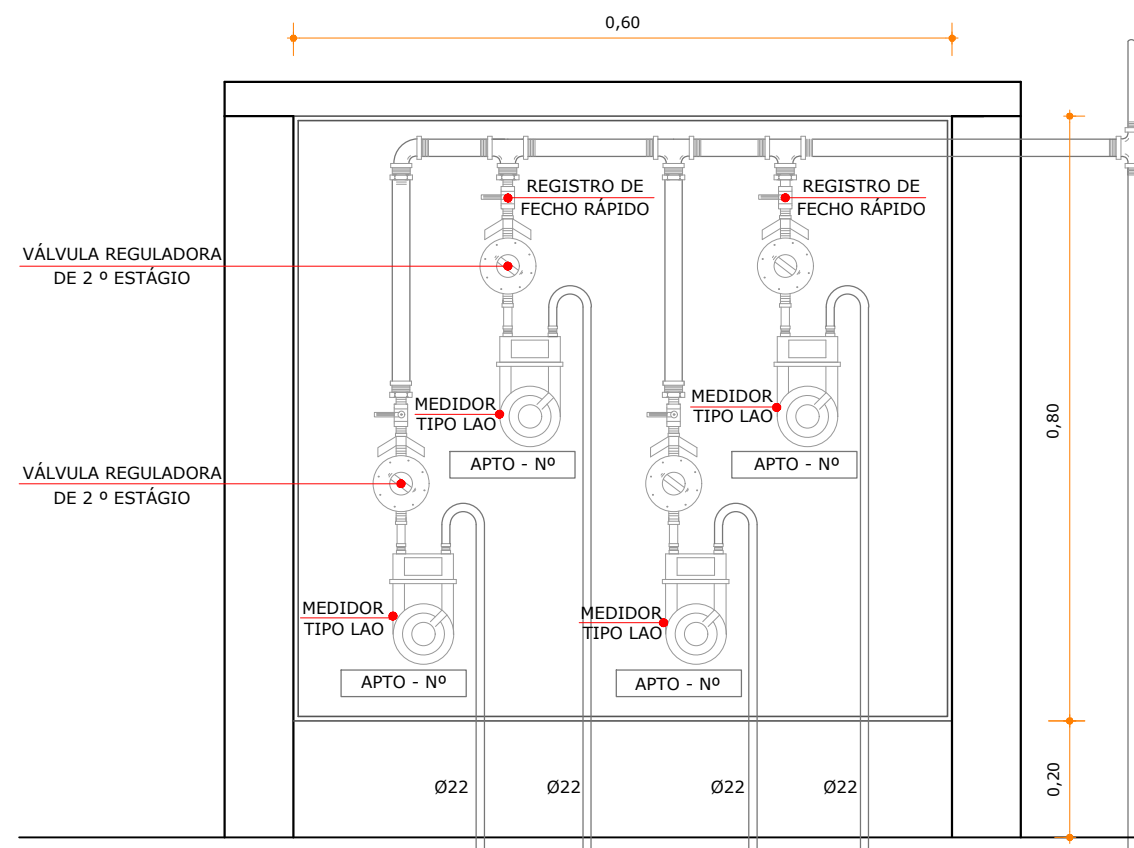 0,60
REGISTRO DE
FECHO RÁPIDO
REGISTRO DE
FECHO RÁPIDO
VÁLVULA REGULADORA
DE 2 º ESTÁGIO
MEDIDOR
TIPO LAO
MEDIDOR
TIPO LAO
0,80
APTO - Nº
APTO - Nº
VÁLVULA REGULADORA
DE 2 º ESTÁGIO
MEDIDOR
TIPO LAO
MEDIDOR
TIPO LAO
APTO - Nº
APTO - Nº
Ø22
Ø22
Ø22
Ø22
0,20